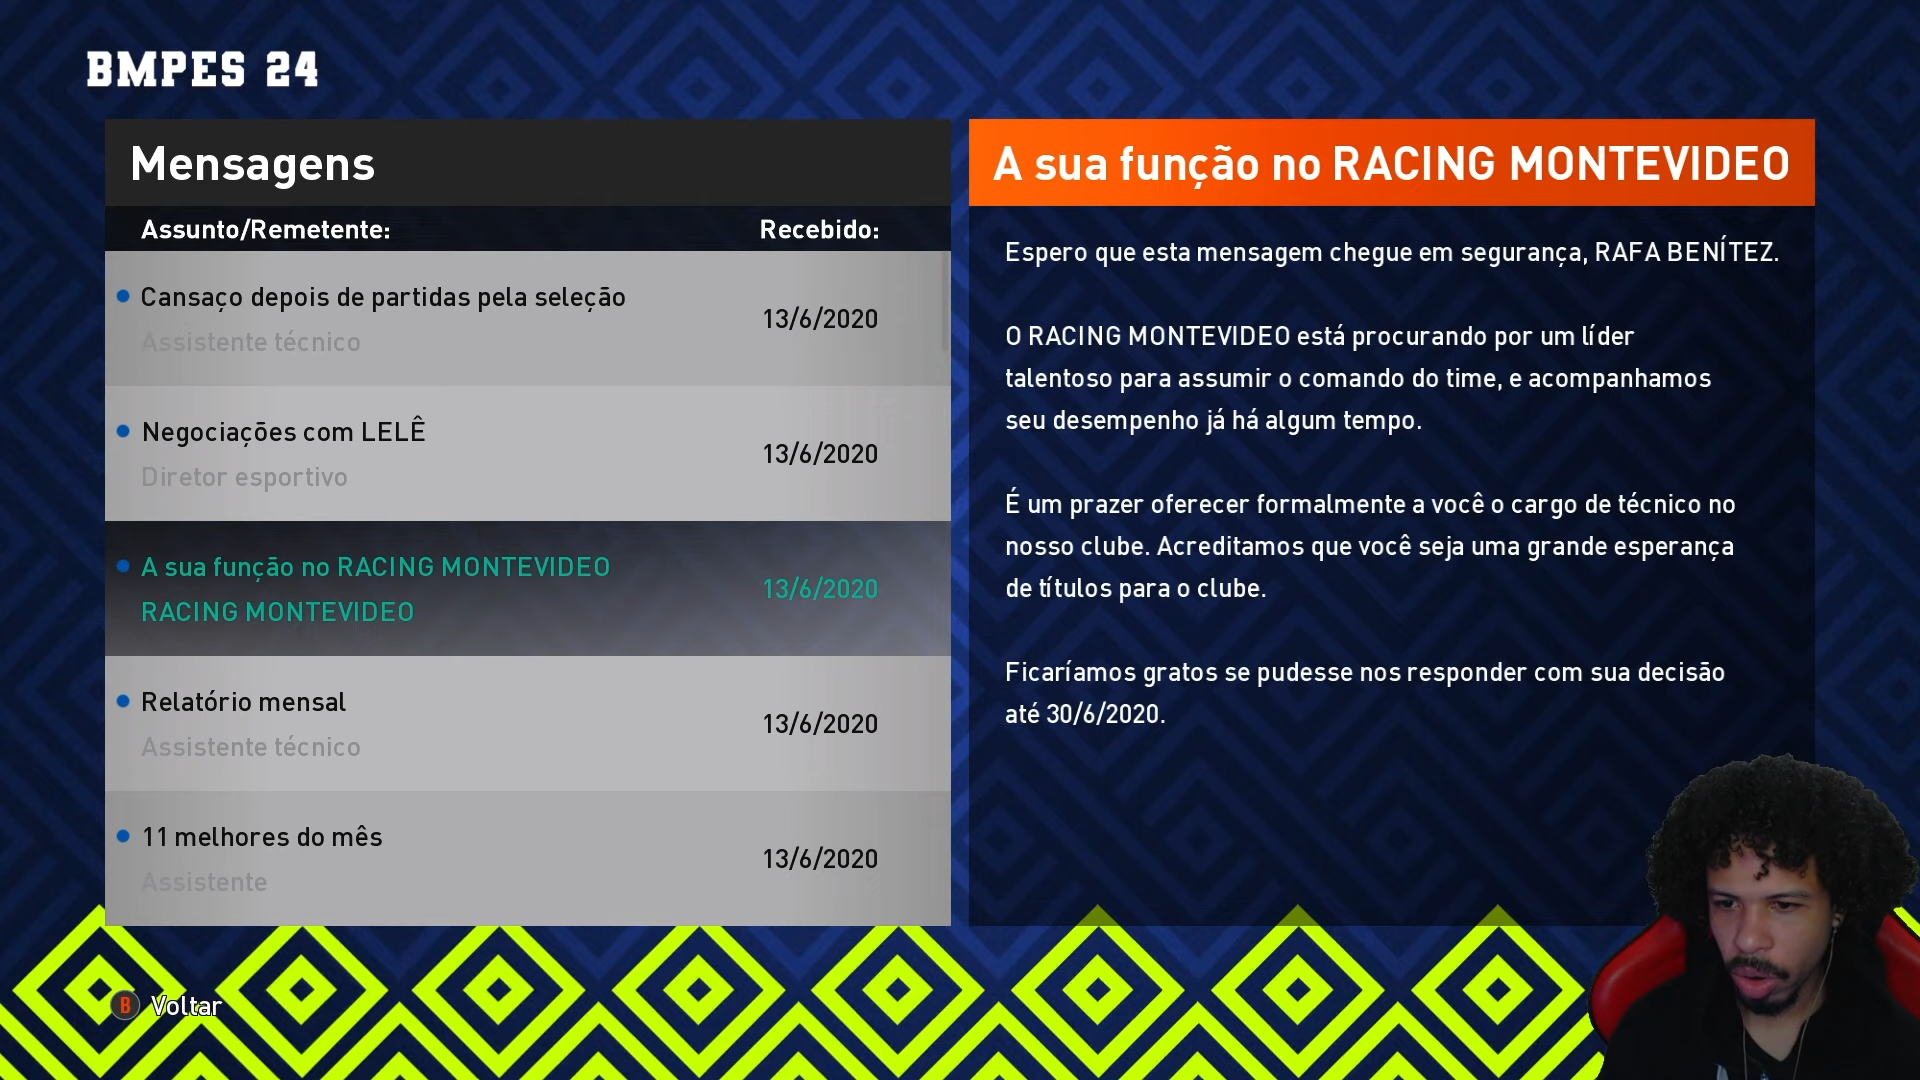 BMPES 24
Mensagens
Assunto/Remetente: Recebido:
Cansaço depois de partidas pela seleção
Assistente técnico
13/6/2020
Negociações com LELÊ
Diretor esportivo
13/6/2020
A sua função no RACING MONTEVIDEO
RACING MONTEVIDEO
13/6/2020
Relatório mensal
Assistente técnico
13/6/2020
11 melhores do mês
Assistente
13/6/2020
A sua função no RACING MONTEVIDEO
Espero que esta mensagem chegue em segurança, RAFA BENÍTEZ.
O RACING MONTEVIDEO está procurando por um líder
talentoso para assumir o comando do time, e acompanhamos
seu desempenho já há algum tempo.
É um prazer oferecer formalmente a você o cargo de técnico no
nosso clube. Acreditamos que você seja uma grande esperança
de títulos para o clube.
Ficaríamos gratos se pudesse nos responder com sua decisão
até 30/6/2020.
B Voltar